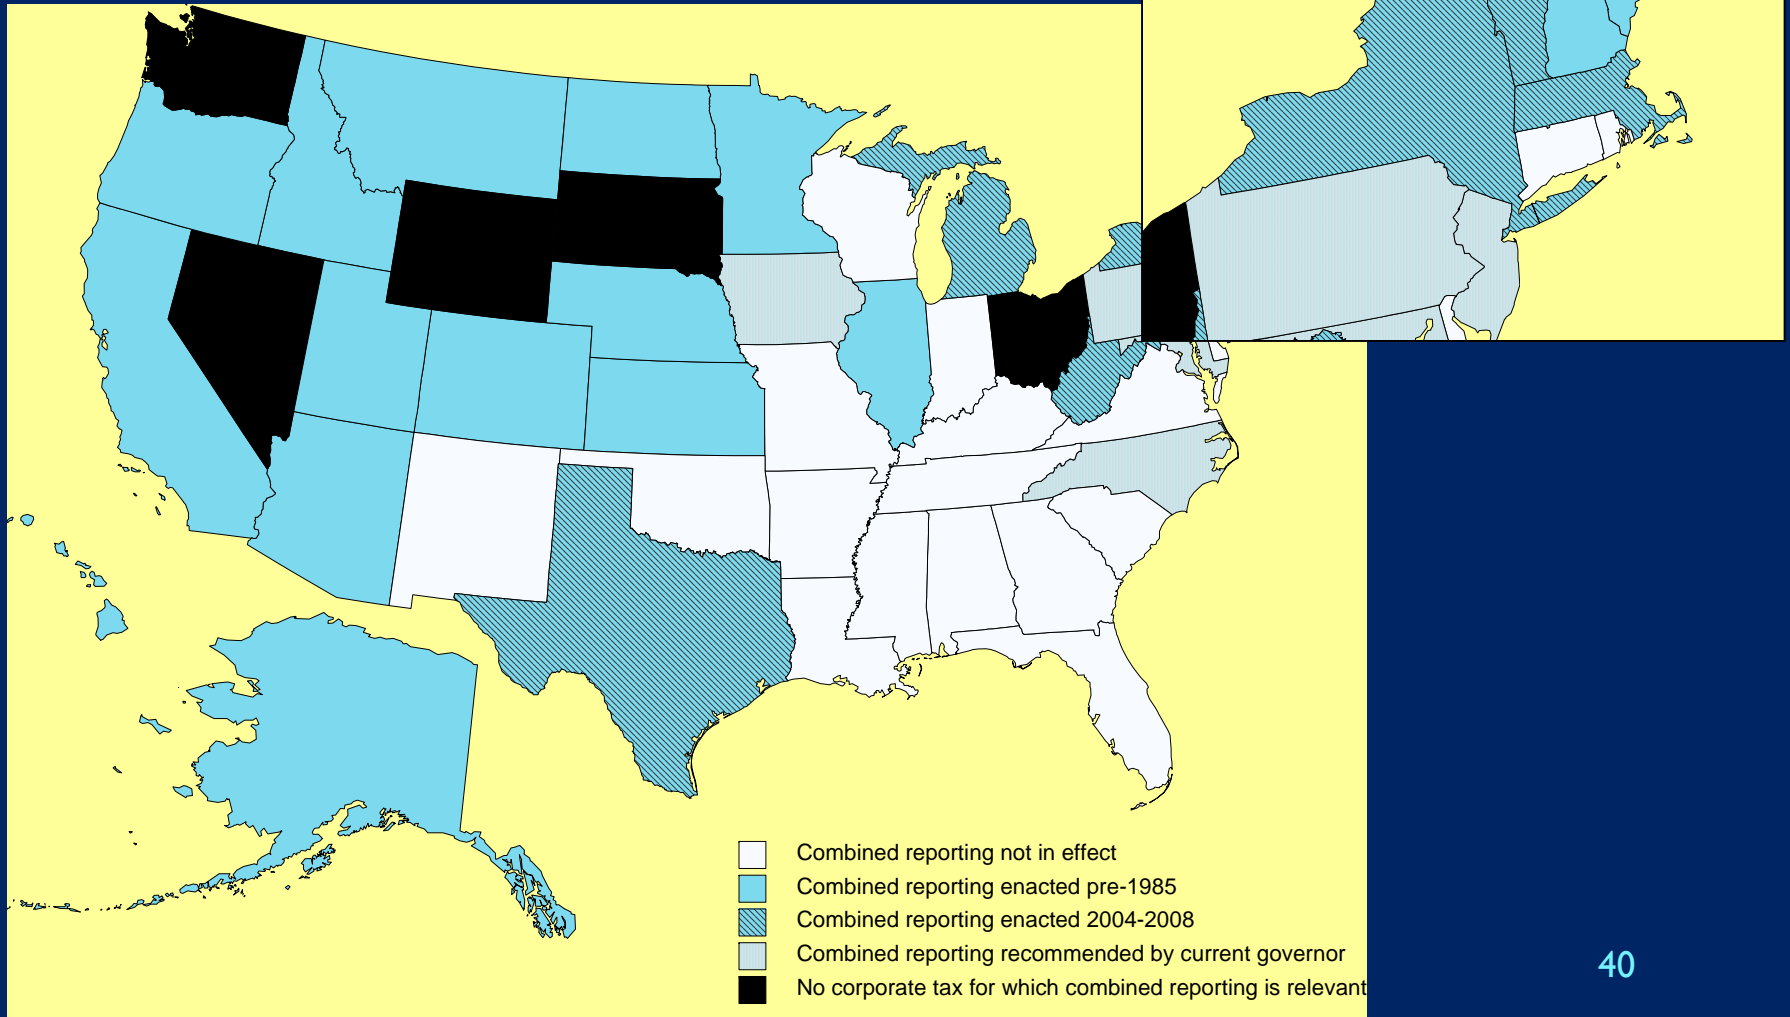 Combined reporting not in effect
Combined reporting enacted pre-1985
Combined reporting enacted 2004-2008
Combined reporting recommended by current governor
No corporate tax for which combined reporting is relevant
40